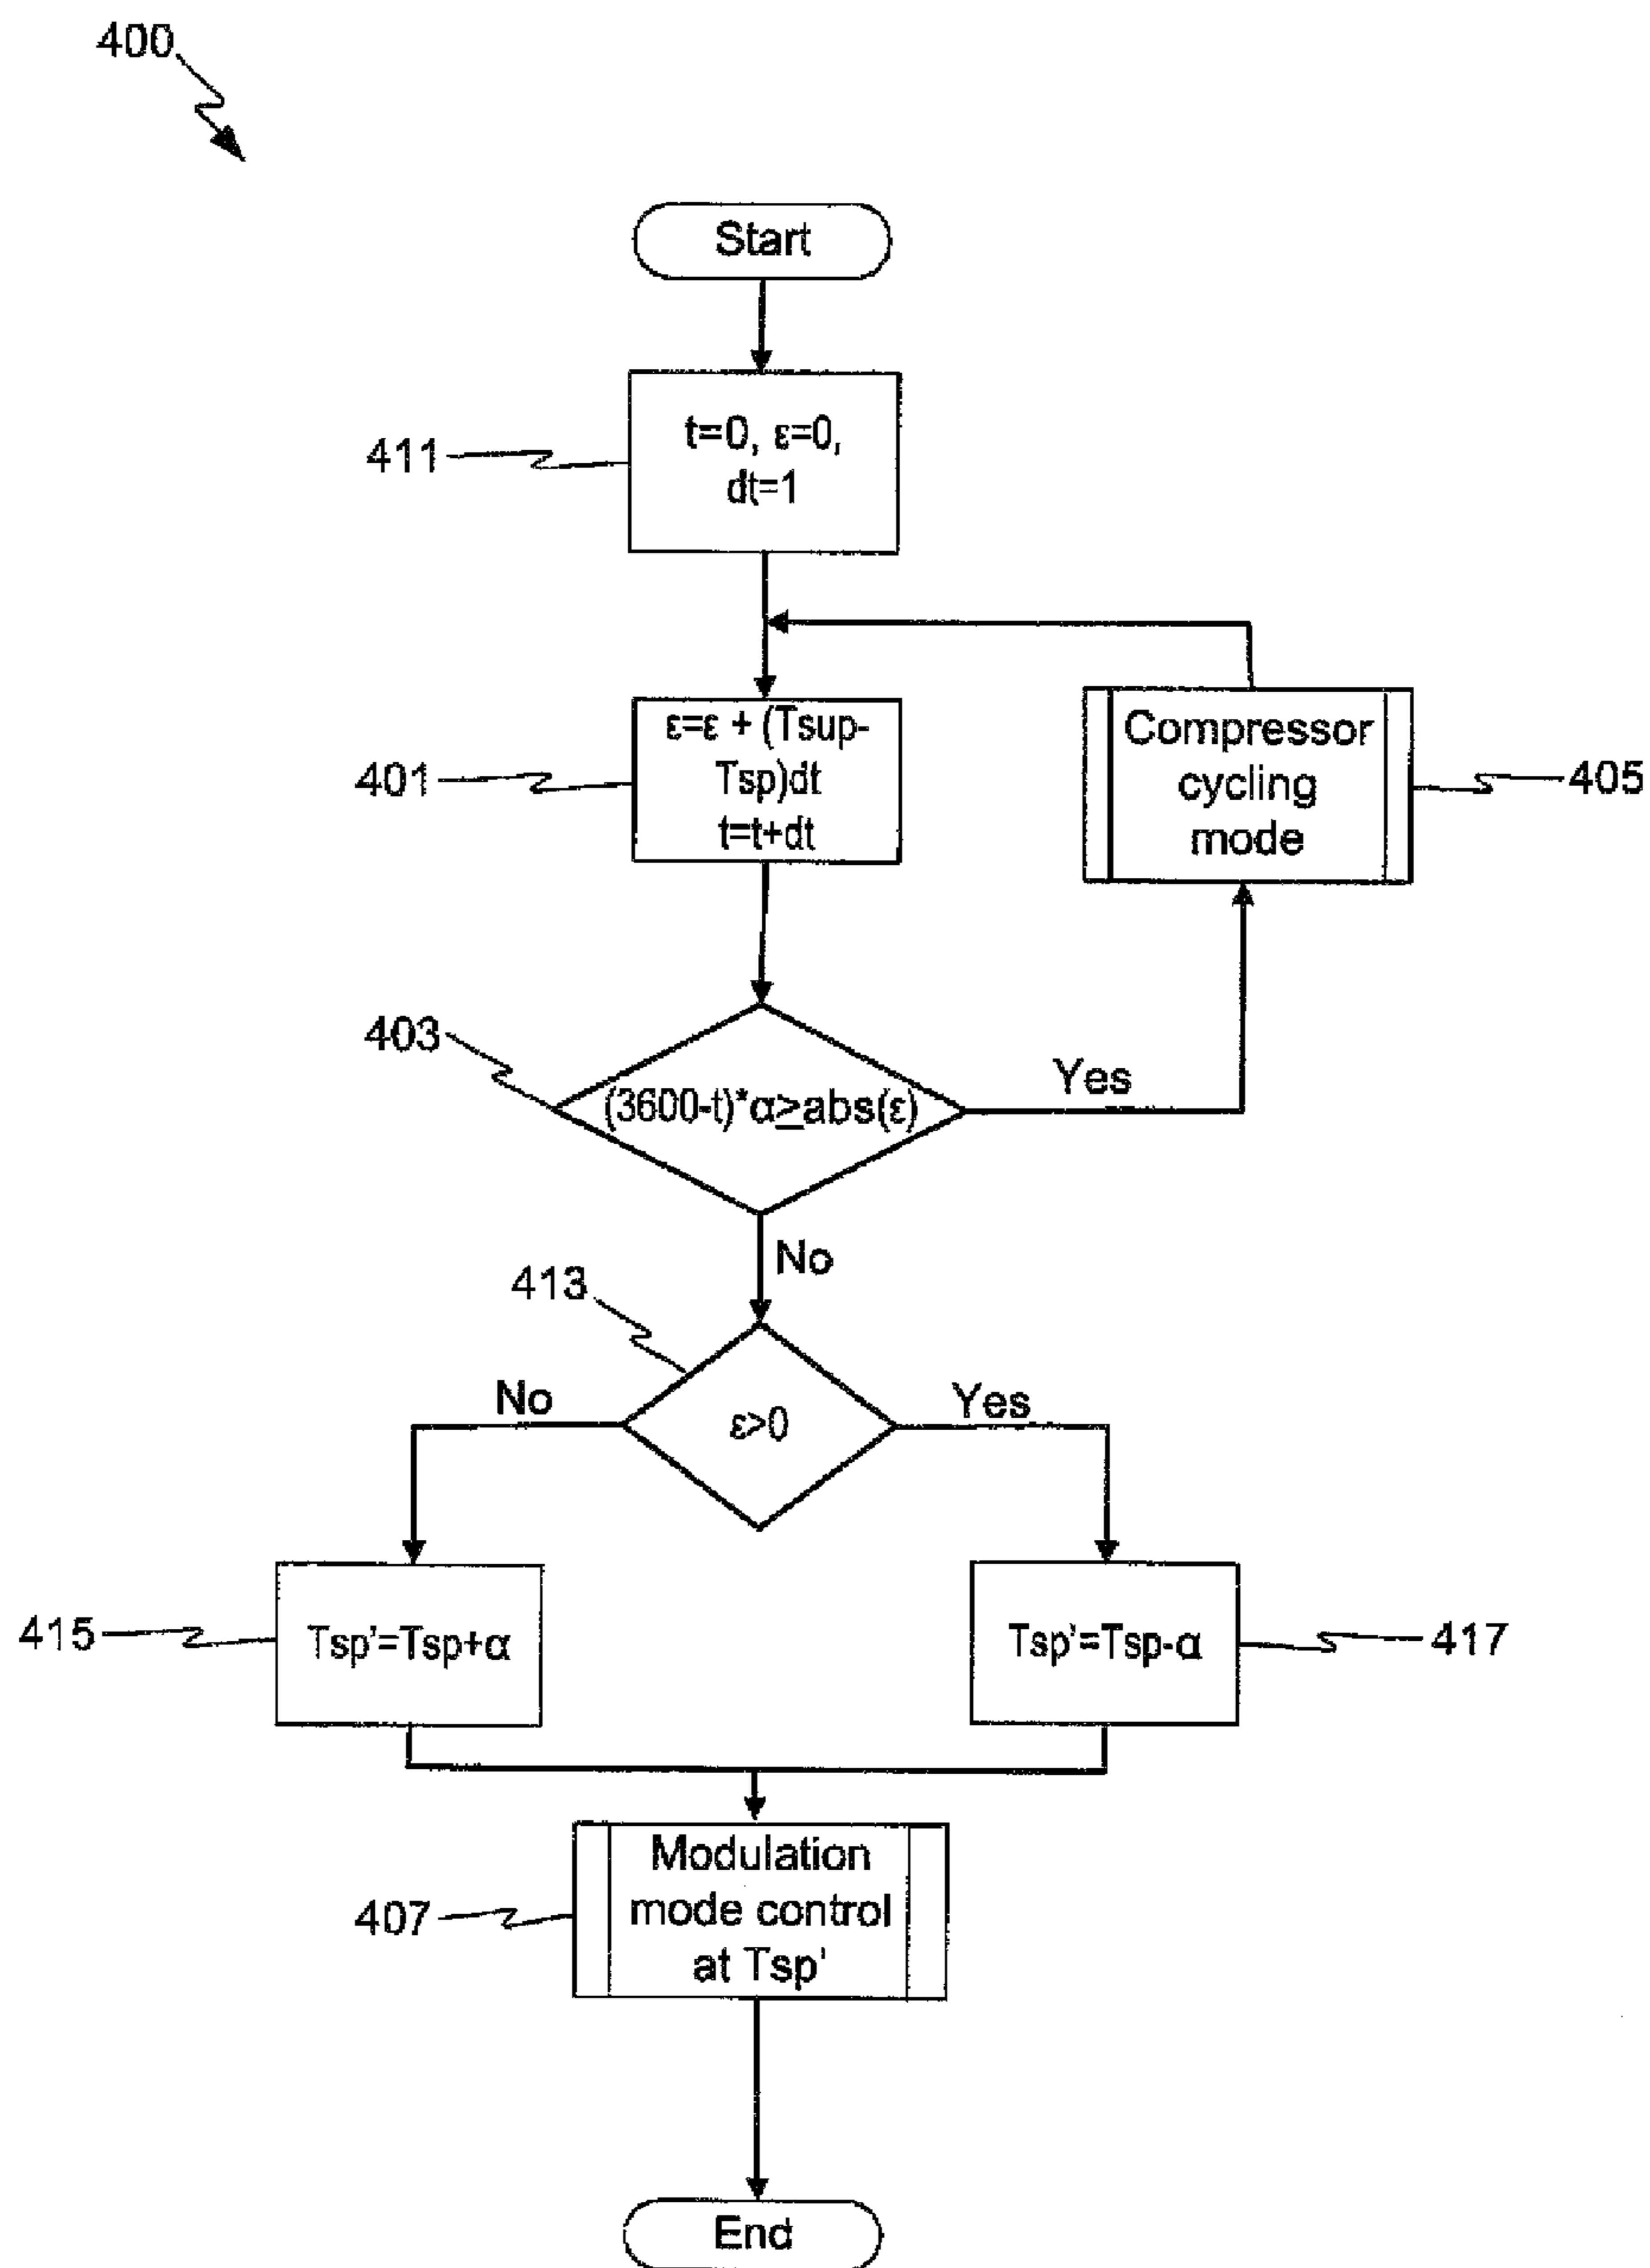 400
Start
t=0, ε=0,
dt=1
411
ε=ε + (Tsup-
Tsp)dt
t=t+dt
401
Compressor
cycling
mode
405
403
(3600-t)*α≥abs(ε)
Yes
No
413
No
ε>0
Yes
415
Tsp'=Tsp+α
Tsp'=Tsp-α
417
Modulation
mode control
at Tsp'
407
End